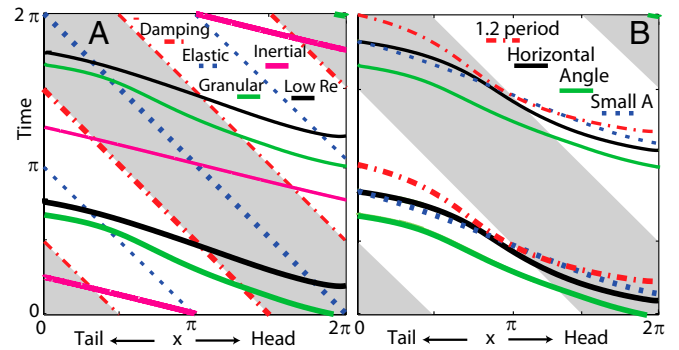 2π
A
Damping
Elastic
Inertial
Granular
Low Re
B
1.2 period
Horizontal
Angle
Small A
Time
π
0
0
π
2π
0
π
2π
Tail ← x → Head
Tail ← x → Head